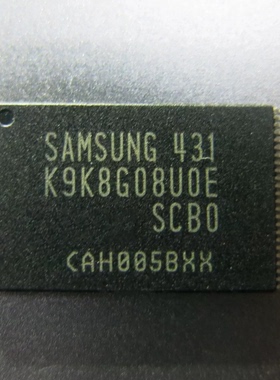 SAMSUNG 431
K9K8G08U0E
SCB0
CAH005BXX